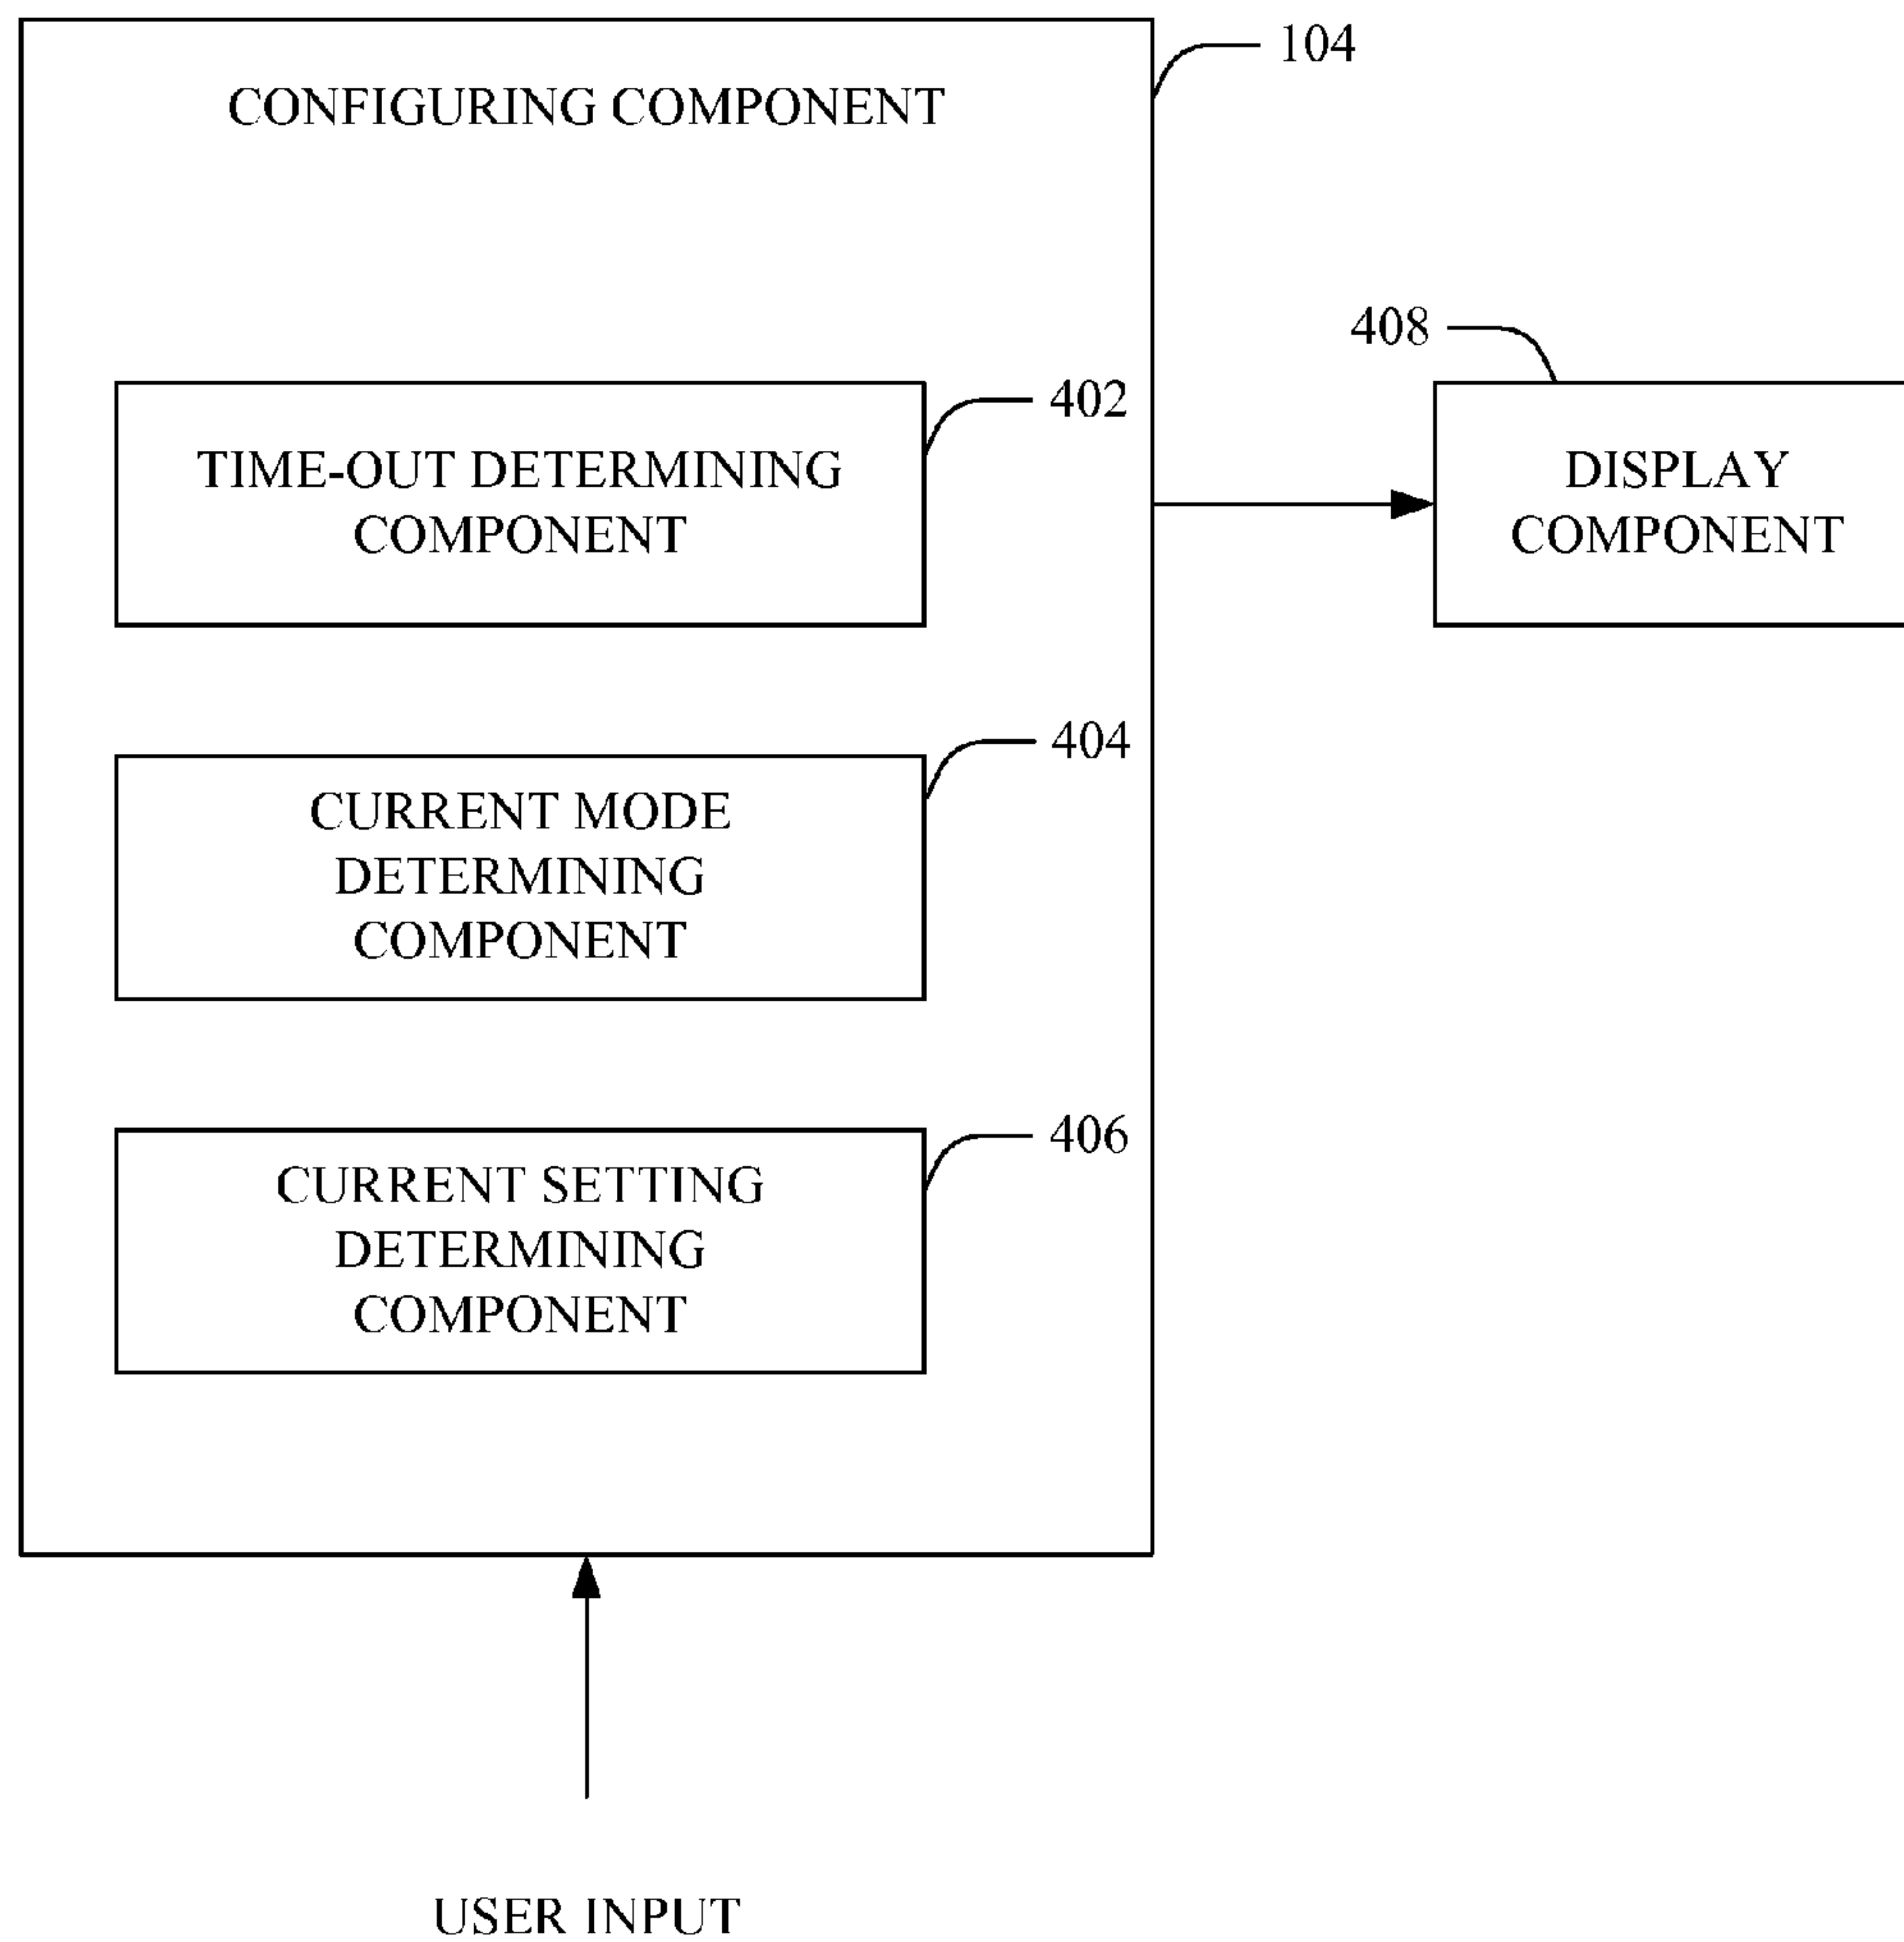 104
CONFIGURING COMPONENT
408
402
TIME-OUT DETERMINING
COMPONENT
DISPLAY
COMPONENT
404
CURRENT MODE
DETERMINING
COMPONENT
406
CURRENT SETTING
DETERMINING
COMPONENT
USER INPUT